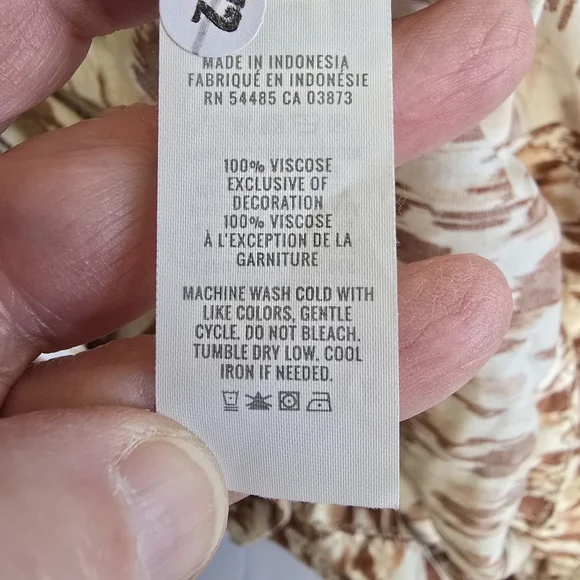 MADE IN INDONESIA
FABRIQUÉ EN INDONÉSIE
RN 54485 CA 03873
100% VISCOSE
EXCLUSIVE OF
DECORATION
100% VISCOSE
À L'EXCEPTION DE LA
GARNITURE
MACHINE WASH COLD WITH
LIKE COLORS, GENTLE
CYCLE. DO NOT BLEACH.
TUMBLE DRY LOW. COOL
IRON IF NEEDED.